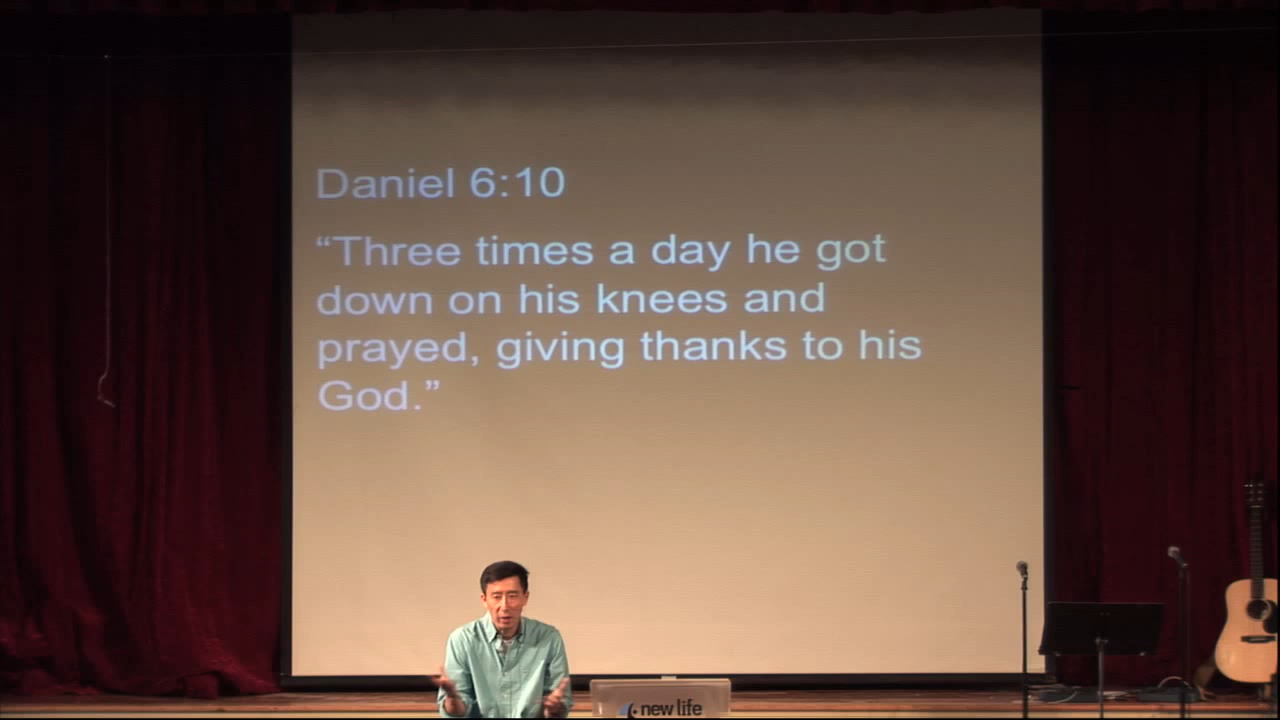 Daniel 6:10
“Three times a day he got
down on his knees and
prayed, giving thanks to his
God.”
new life